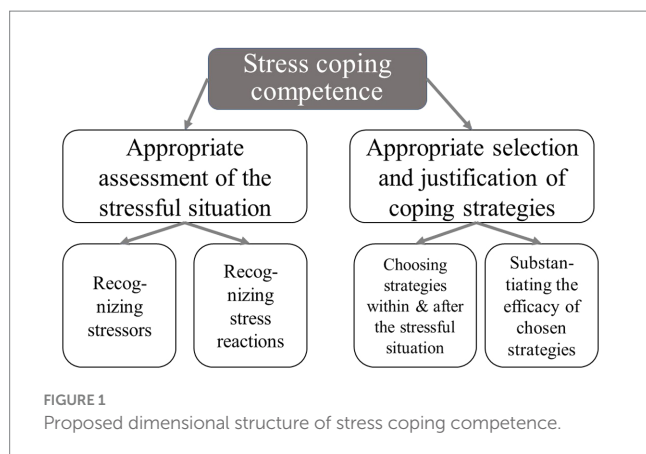 Stress coping
competence
Appropriate
assessment of the
stressful situation
Appropriate selection
and justification of
coping strategies
Recog-
nizing
stressors
Recog-
nizing
stress
reactions
Choosing
strategies
within & after
the stressful
situation
Substan-
tiating the
efficacy of
chosen
strategies
FIGURE 1
Proposed dimensional structure of stress coping competence.